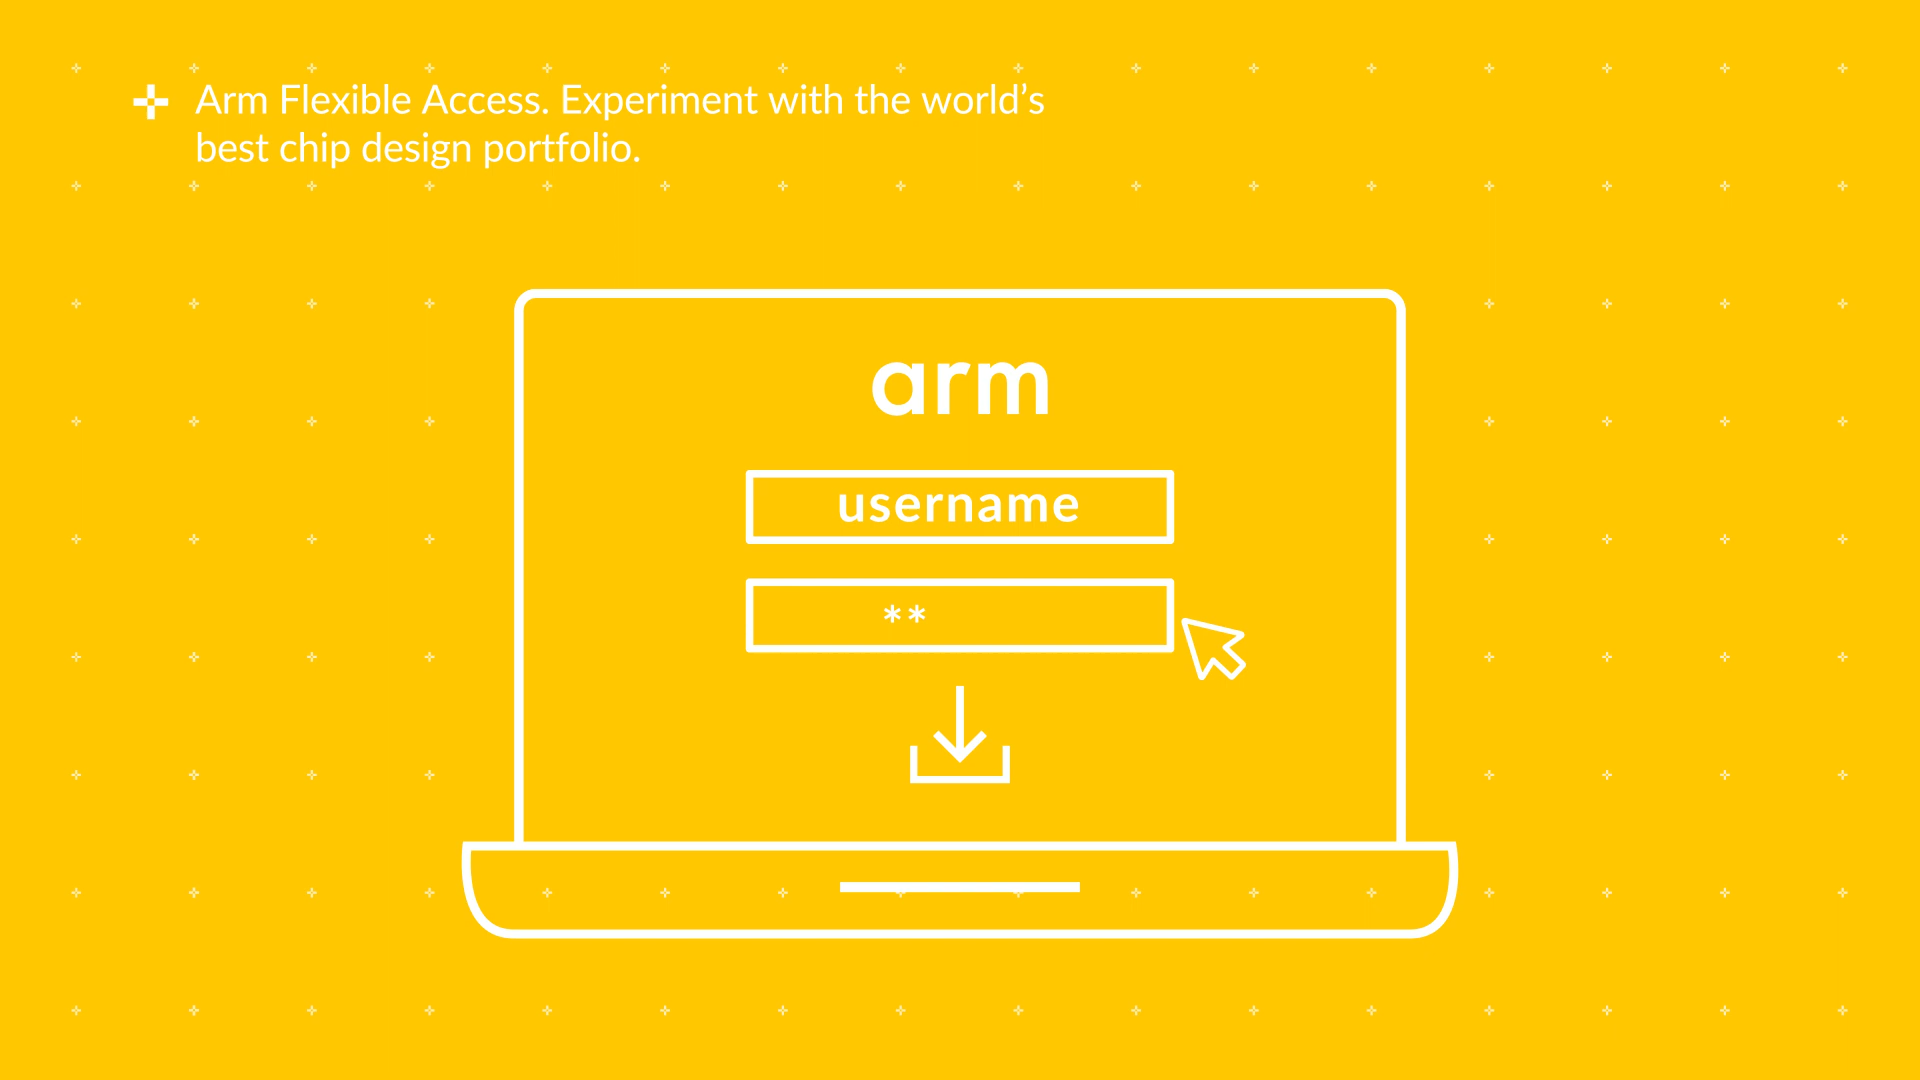 Arm Flexible Access. Experiment with the world’s
best chip design portfolio.
arm
username
**